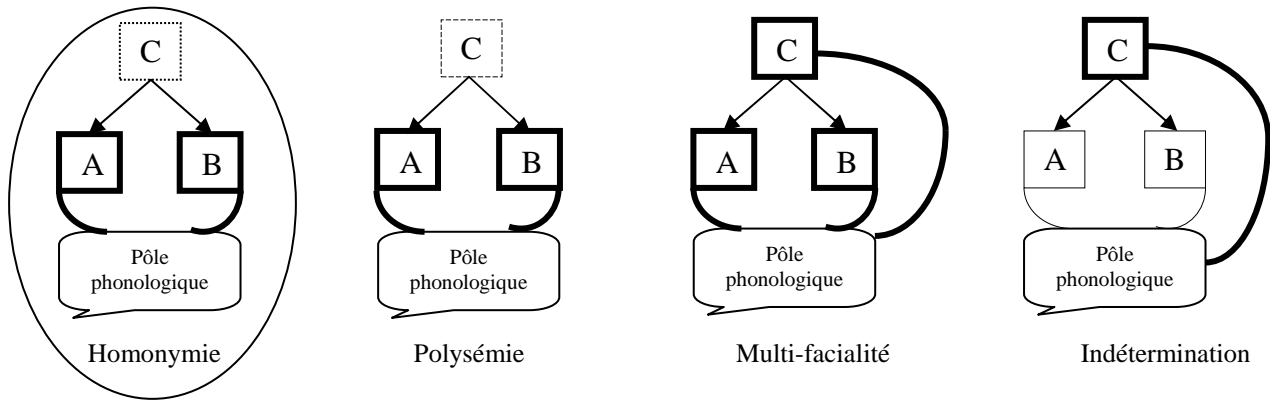 C
A B
Pôle
phonologique
Homonymie
C
A B
Pôle
phonologique
Polysémie
C
A B
Pôle
phonologique
Multi-facialité
C
A B
Pôle
phonologique
Indétermination